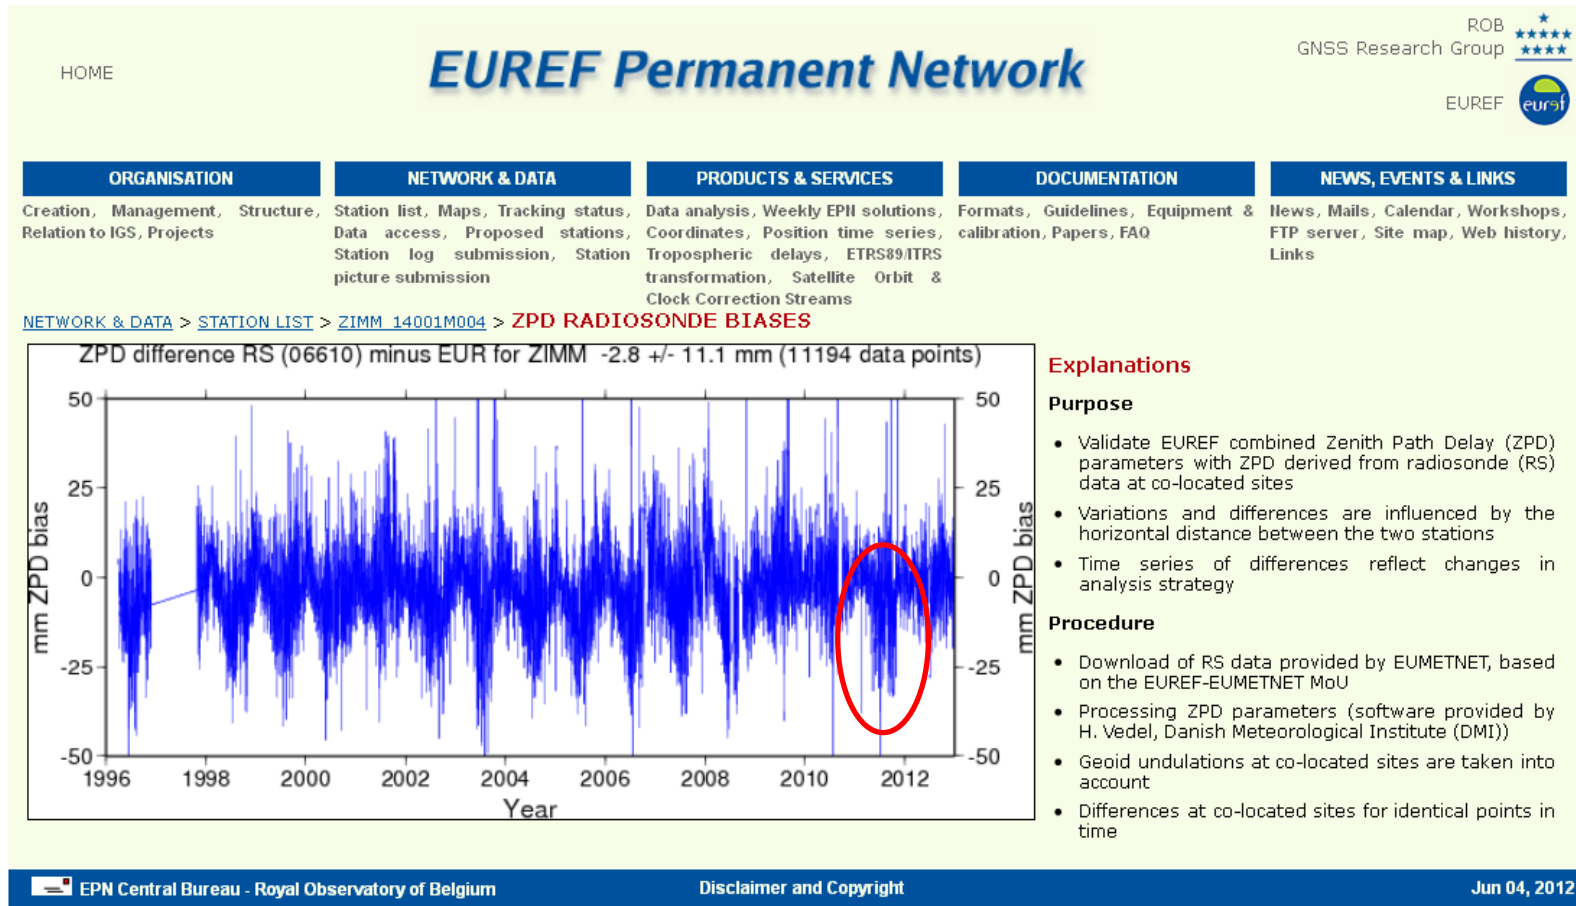 HOME
EUREF Permanent Network
ROB
GNSS Research Group
EUREF
euref
ORGANISATION
Creation, Management, Structure,
Relation to IGS, Projects
NETWORK & DATA
Station list, Maps, Tracking status,
Data access, Proposed stations,
Station log submission, Station
picture submission
PRODUCTS & SERVICES
Data analysis, Weekly EPN solutions,
Coordinates, Position time series,
Tropospheric delays, ETRS89/ITRS
transformation, Satellite Orbit &
Clock Correction Streams
DOCUMENTATION
Formats, Guidelines, Equipment &
calibration, Papers, FAQ
NEWS, EVENTS & LINKS
News, Mails, Calendar, Workshops,
FTP server, Site map, Web history,
Links
NETWORK & DATA > STATION LIST > ZIMM_14001M004 > ZPD RADIOSONDE BIASES
ZPD difference RS (06610) minus EUR for ZIMM -2.8 +/- 11.1 mm (11194 data points)
50
25
0
-25
-50
mm ZPD bias
50
25
0
-25
-50
mm ZPD bias
1996 1998 2000 2002 2004 2006 2008 2010 2012
Year
Explanations
Purpose
• Validate EUREF combined Zenith Path Delay (ZPD)
parameters with ZPD derived from radiosonde (RS)
data at co-located sites
• Variations and differences are influenced by the
horizontal distance between the two stations
• Time series of differences reflect changes in
analysis strategy
Procedure
• Download of RS data provided by EUMETNET, based
on the EUREF-EUMETNET MoU
• Processing ZPD parameters (software provided by
H. Vedel, Danish Meteorological Institute (DMI))
• Geoid undulations at co-located sites are taken into
account
• Differences at co-located sites for identical points in
time
EPN Central Bureau - Royal Observatory of Belgium
Disclaimer and Copyright
Jun 04, 2012